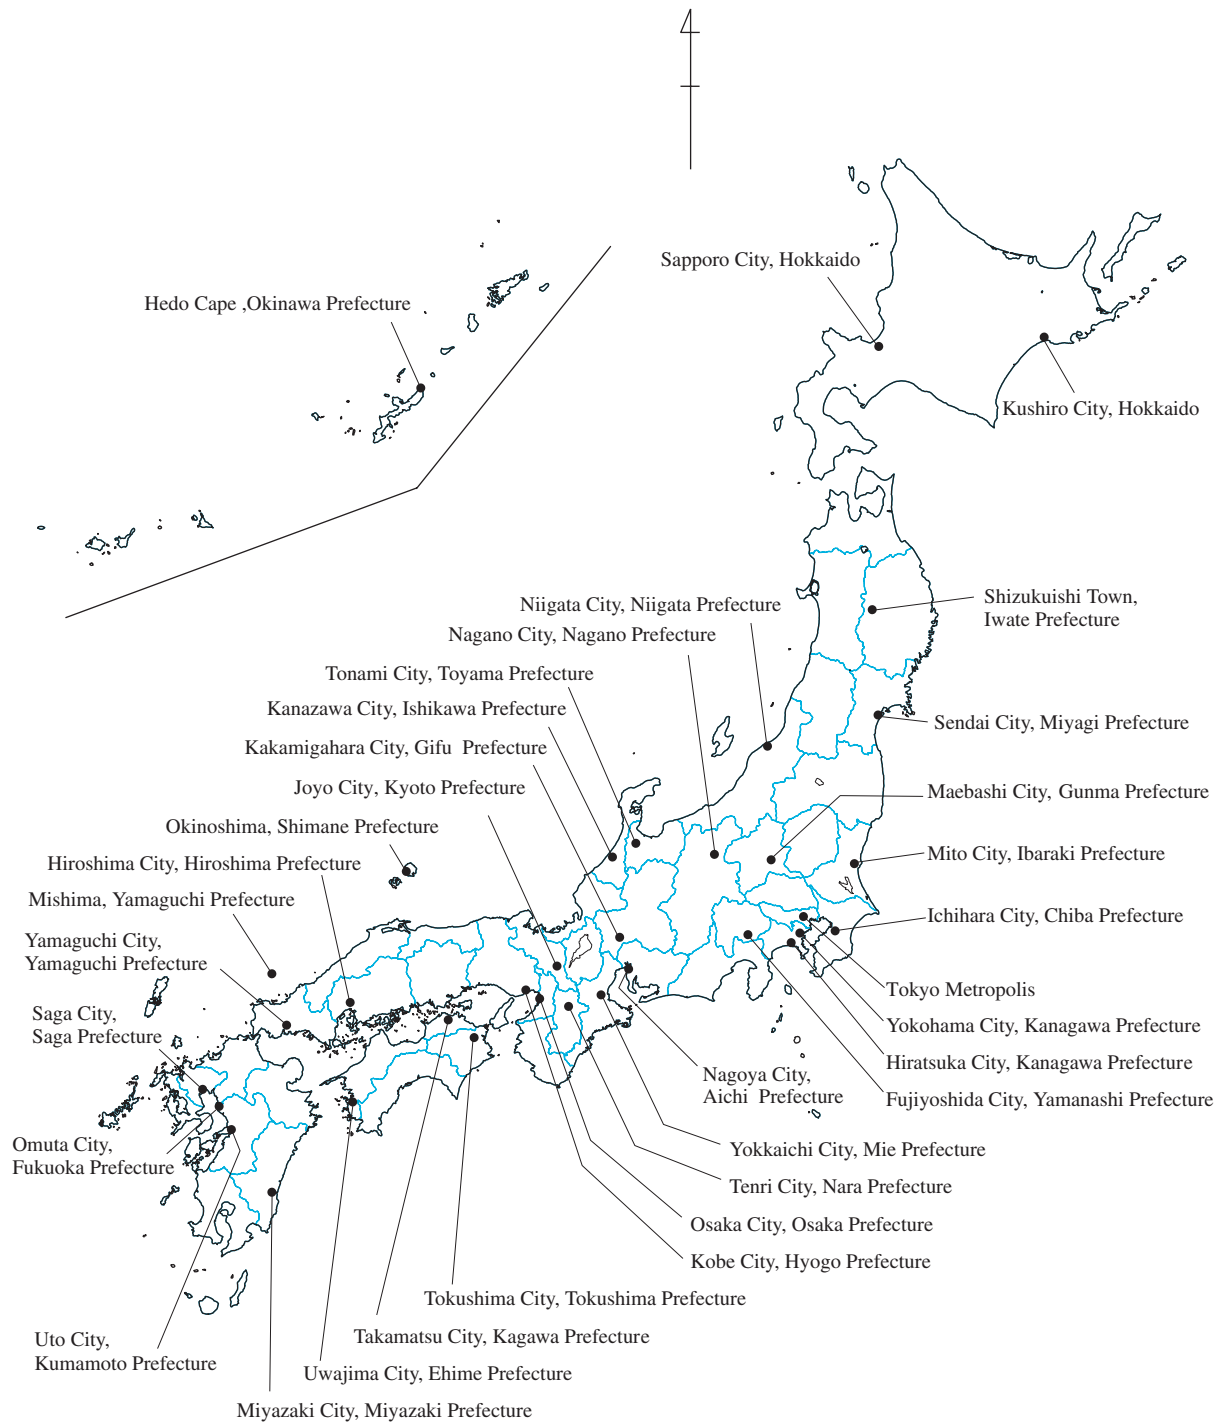 Sapporo City, Hokkaido
Hedo Cape ,Okinawa Prefecture
Kushiro City, Hokkaido
Shizukuishi Town,
Iwate Prefecture
Niigata City, Niigata Prefecture
Nagano City, Nagano Prefecture
Tonami City, Toyama Prefecture
Kanazawa City, Ishikawa Prefecture
Sendai City, Miyagi Prefecture
Kakamigahara City, Gifu Prefecture
Joyo City, Kyoto Prefecture
Maebashi City, Gunma Prefecture
Okinoshima, Shimane Prefecture
Mito City, Ibaraki Prefecture
Hiroshima City, Hiroshima Prefecture
Mishima, Yamaguchi Prefecture
Ichihara City, Chiba Prefecture
Yamaguchi City,
Yamaguchi Prefecture
Tokyo Metropolis
Saga City,
Saga Prefecture
Yokohama City, Kanagawa Prefecture
Hiratsuka City, Kanagawa Prefecture
Nagoya City,
Aichi Prefecture
Fujiyoshida City, Yamanashi Prefecture
Omuta City,
Fukuoka Prefecture
Yokkaichi City, Mie Prefecture
Tenri City, Nara Prefecture
Osaka City, Osaka Prefecture
Kobe City, Hyogo Prefecture
Tokushima City, Tokushima Prefecture
Takamatsu City, Kagawa Prefecture
Uto City,
Kumamoto Prefecture
Uwajima City, Ehime Prefecture
Miyazaki City, Miyazaki Prefecture